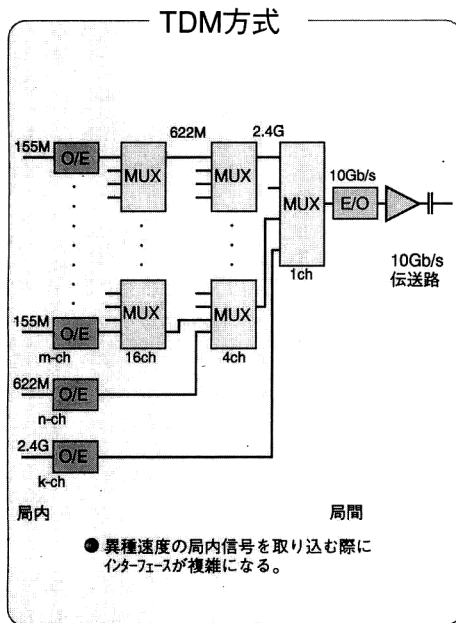 TDM方式
155M
O/E
MUX
622M
MUX
2.4G
MUX
10Gb/s
E/O
1ch
10Gb/s
伝送路
155M
O/E
m-ch
MUX
16ch
MUX
4ch
622M
O/E
n-ch
2.4G
O/E
k-ch
局内
局間
● 異種速度の局内信号を取り込む際に
インターフェースが複雑になる。